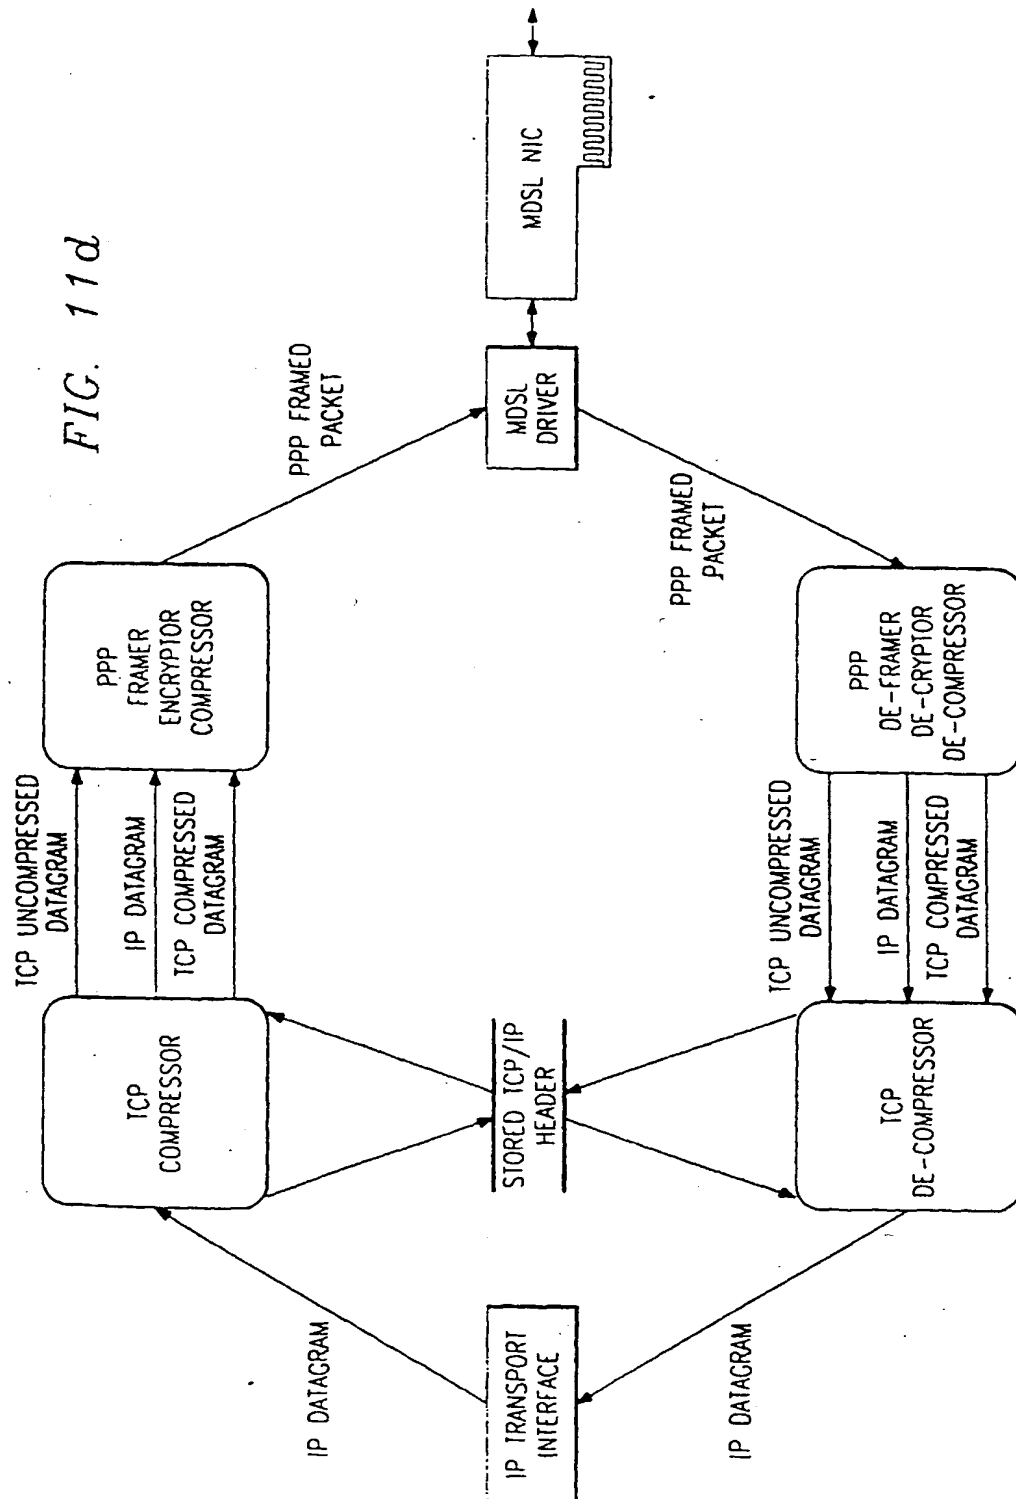 FIG. 11d
IP DATAGRAM
TCP
COMPRESSOR
TCP UNCOMPRESSED
DATAGRAM
IP DATAGRAM
TCP COMPRESSED
DATAGRAM
PPP
FRAMER
ENCRYPTOR
COMPRESSOR
PPP FRAMED
PACKET
IP TRANSPORT
INTERFACE
STORED TCP/IP
HEADER
MDSL
DRIVER
MDSL NIC
PPP FRAMED
PACKET
IP DATAGRAM
TCP
DE-COMPRESSOR
TCP UNCOMPRESSED
DATAGRAM
IP DATAGRAM
TCP COMPRESSED
DATAGRAM
PPP
DE-FRAMER
DE-CRYPTOR
DE-COMPRESSOR